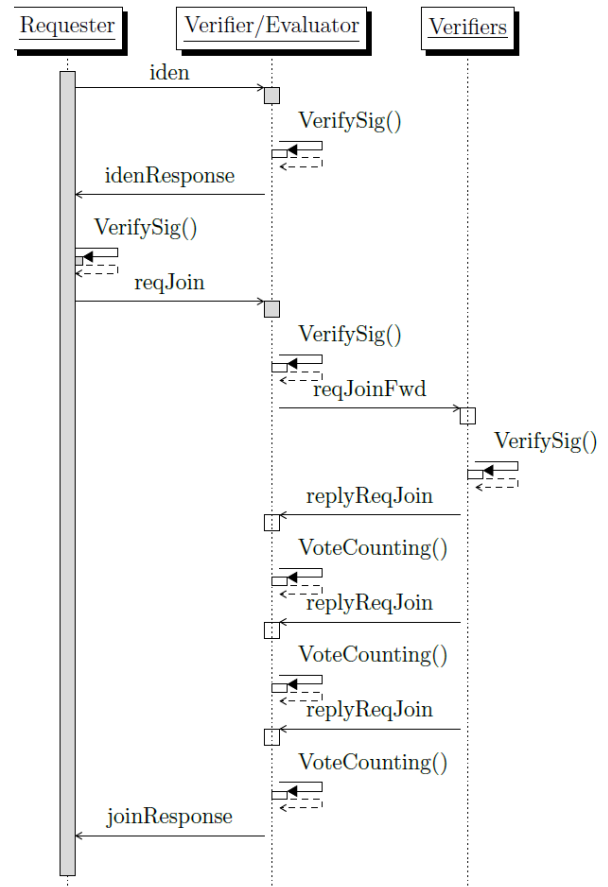 Requester
Verifier/Evaluator
Verifiers
iden
VerifySig()
idenResponse
VerifySig()
reqJoin
VerifySig()
reqJoinFwd
VerifySig()
replyReqJoin
VoteCounting()
replyReqJoin
VoteCounting()
replyReqJoin
VoteCounting()
joinResponse